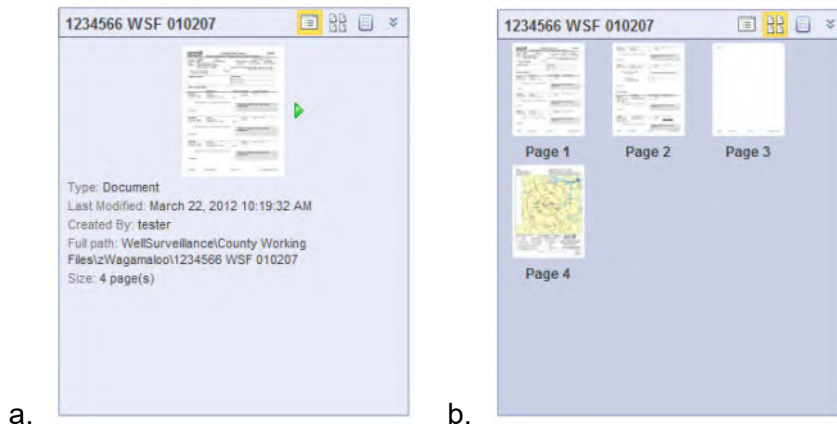 1234566 WSF 010207
Type: Document
Last Modified: March 22, 2012 10:19:32 AM
Created By: tester
Full path: WellSurveillance\County Working
Files\zWagamaloo\1234566 WSF 010207
Size: 4 page(s)
a.
1234566 WSF 010207
Page 1 Page 2 Page 3
Page 4
b.